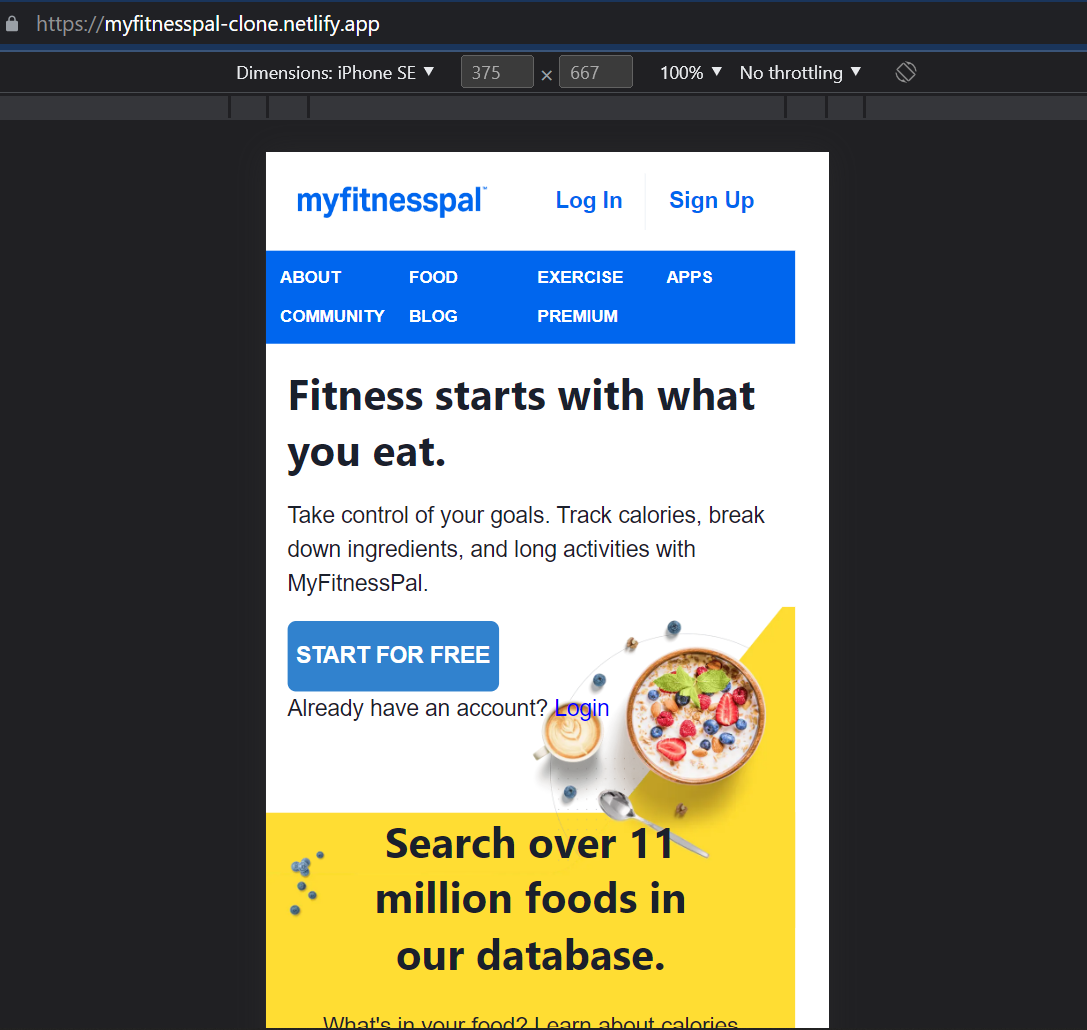 https://myfitnesspal-clone.netlify.app
Dimensions: iPhone SE ▼ 375 × 667 100% ▼ No throttling ▼
myfitnesspal™ Log In Sign Up
ABOUT FOOD EXERCISE APPS
COMMUNITY BLOG PREMIUM
Fitness starts with what
you eat.
Take control of your goals. Track calories, break
down ingredients, and long activities with
MyFitnessPal.
START FOR FREE
Already have an account? Login
Search over 11
million foods in
our database.
What's in your food? Learn about calories